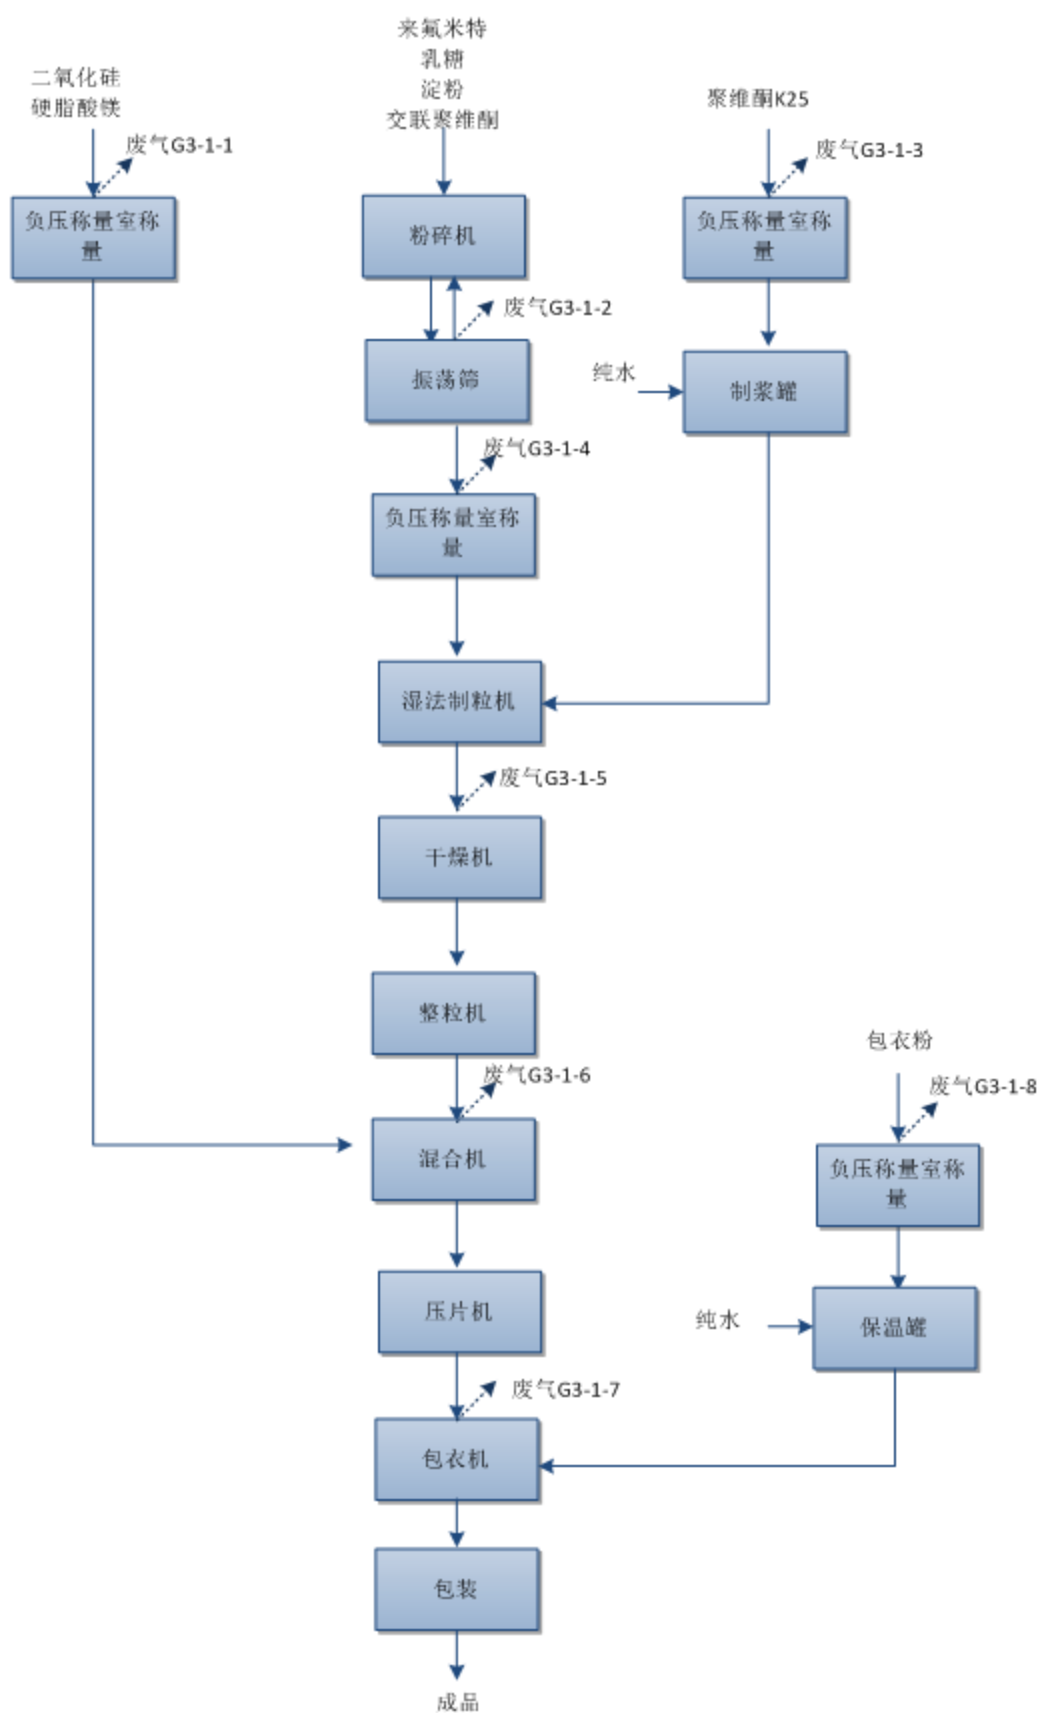 来氟米特
乳糖
淀粉
交联聚维酮
二氧化硅
硬脂酸镁
聚维酮K25
废气G3-1-1
废气G3-1-3
负压称量室称
量
粉碎机
负压称量室称
量
废气G3-1-2
振荡筛
纯水
制浆罐
废气G3-1-4
负压称量室称
量
湿法制粒机
废气G3-1-5
干燥机
整粒机
包衣粉
废气G3-1-6
废气G3-1-8
混合机
负压称量室称
量
压片机
纯水
保温罐
废气G3-1-7
包衣机
包装
成品